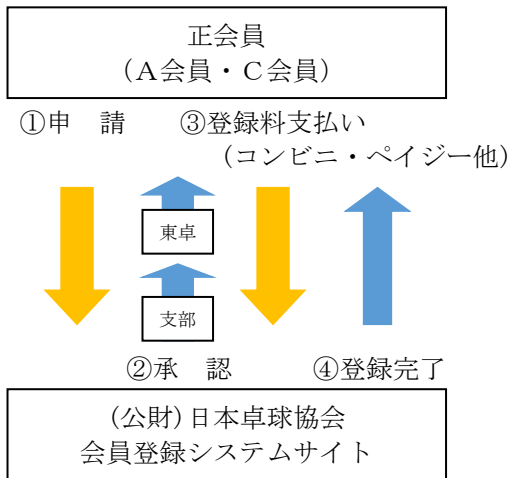 正会員
(Ａ会員・Ｃ会員)
①申　請　③登録料支払い
(コンビニ・ペイジー他)
東卓
支部
②承　認　④登録完了
(公財)日本卓球協会
会員登録システムサイト